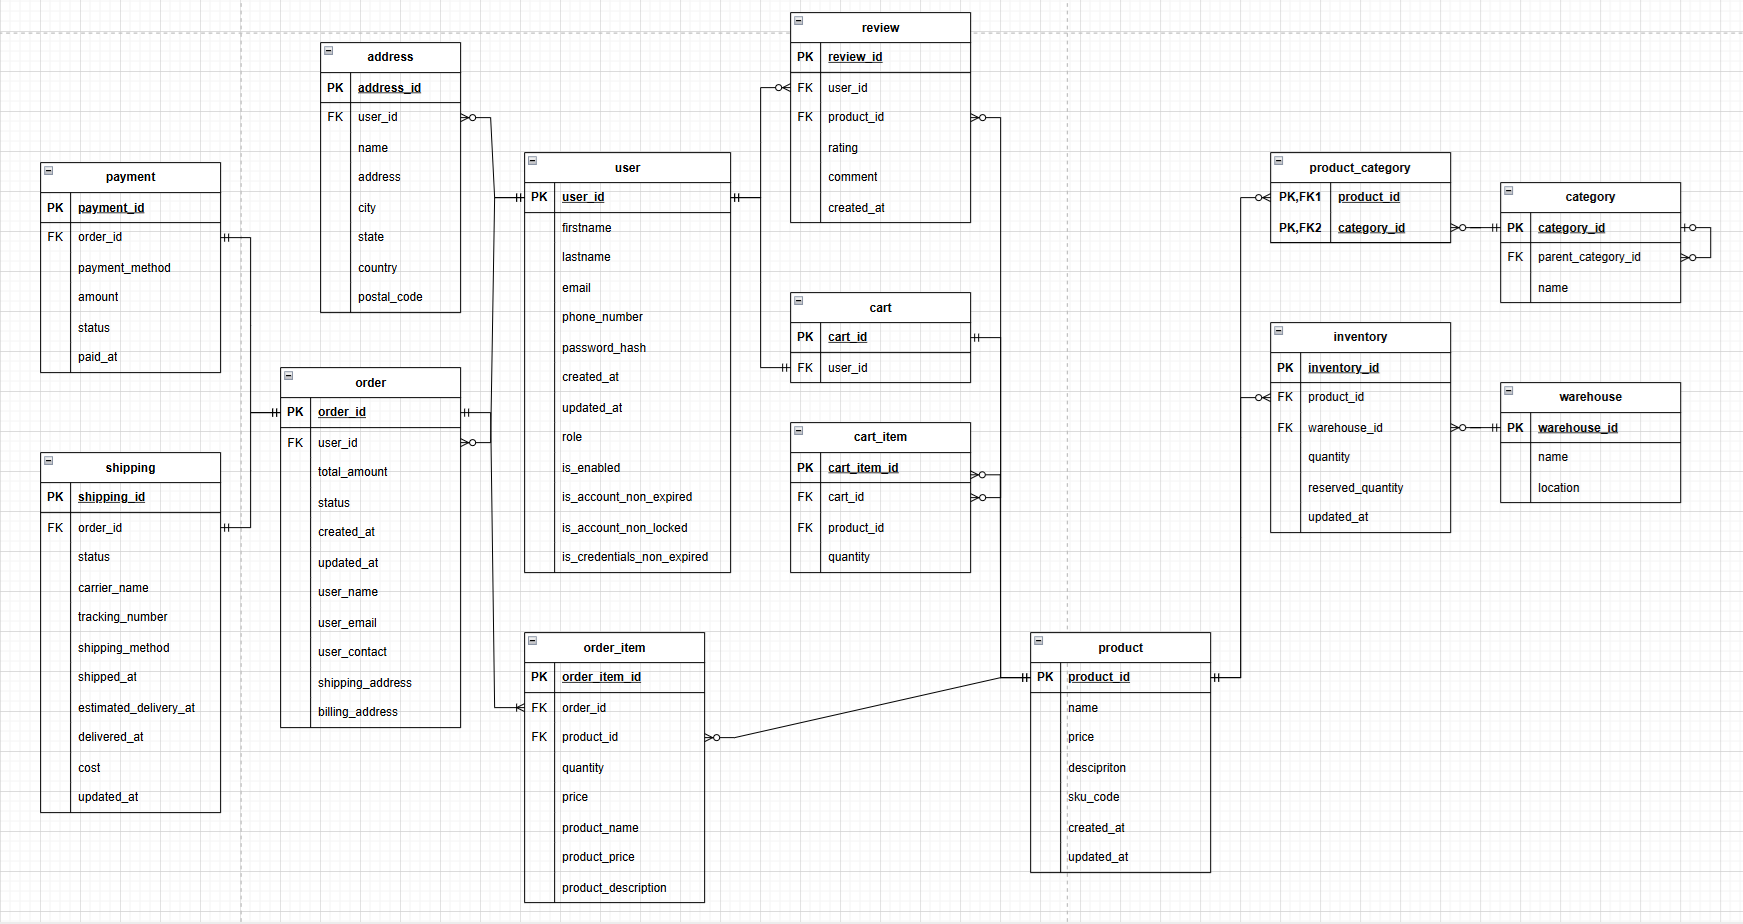 review
PK review_id
FK user_id
FK product_id
rating
comment
created_at
address
PK address_id
FK user_id
name
address
city
state
country
postal_code
payment
PK payment_id
FK order_id
payment_method
amount
status
paid_at
user
PK user_id
firstname
lastname
email
phone_number
password_hash
created_at
updated_at
role
is_enabled
is_account_non_expired
is_account_non_locked
is_credentials_non_expired
product_category
PK,FK1 product_id
PK,FK2 category_id
category
PK category_id
FK parent_category_id
name
cart
PK cart_id
FK user_id
inventory
PK inventory_id
FK product_id
FK warehouse_id
quantity
reserved_quantity
updated_at
warehouse
PK warehouse_id
name
location
order
PK order_id
FK user_id
total_amount
status
created_at
updated_at
user_name
user_email
user_contact
shipping_address
billing_address
cart_item
PK cart_item_id
FK cart_id
FK product_id
quantity
shipping
PK shipping_id
FK order_id
status
carrier_name
tracking_number
shipping_method
shipped_at
estimated_delivery_at
delivered_at
cost
updated_at
order_item
PK order_item_id
FK order_id
FK product_id
quantity
price
product_name
product_price
product_description
product
PK product_id
name
price
descipriton
sku_code
created_at
updated_at